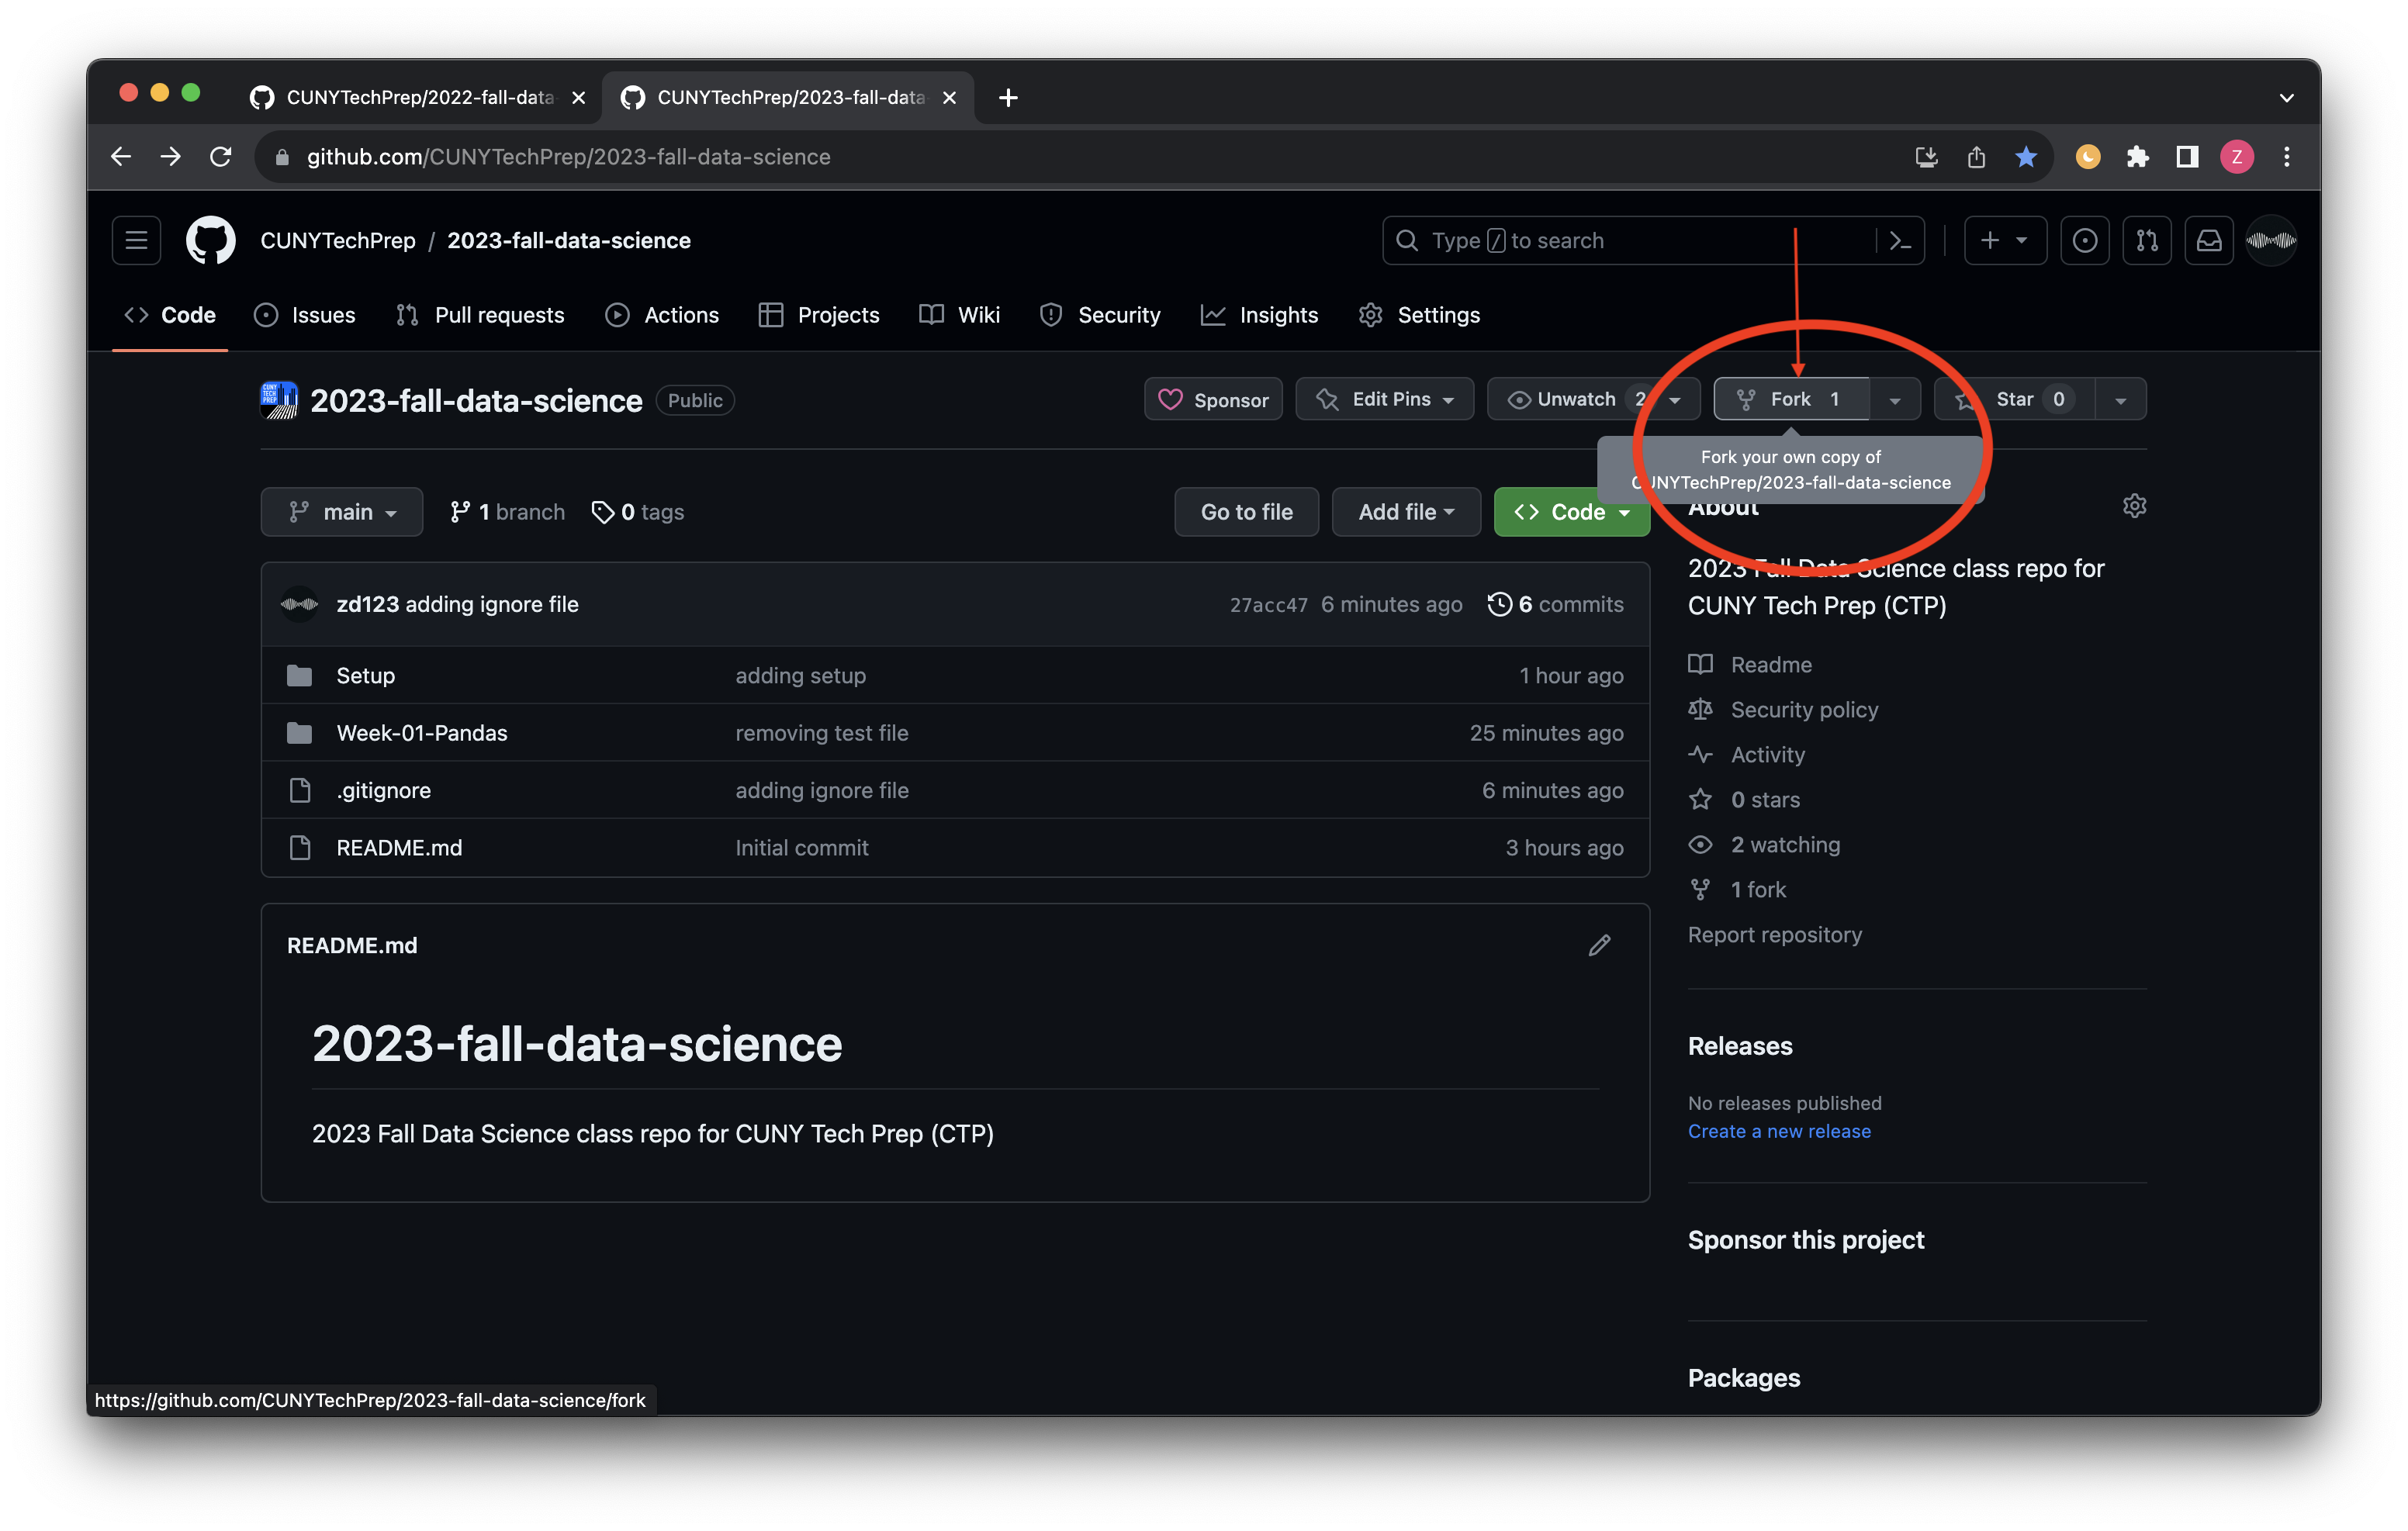 CUNYTechPrep/2022-fall-data
CUNYTechPrep/2023-fall-data
github.com/CUNYTechPrep/2023-fall-data-science
Z
CUNYTechPrep / 2023-fall-data-science
Type / to search
Code Issues Pull requests Actions Projects Wiki Security Insights Settings
CUNY TECH PREP
2023-fall-data-science Public
Sponsor Edit Pins Unwatch 2 Fork 1 Star 0
Fork your own copy of
CUNYTechPrep/2023-fall-data-science
main 1 branch 0 tags Go to file Add file Code
About
2023 Fall Data Science class repo for
CUNY Tech Prep (CTP)
zd123 adding ignore file 27acc47 6 minutes ago 6 commits
Setup adding setup 1 hour ago
Week-01-Pandas removing test file 25 minutes ago
.gitignore adding ignore file 6 minutes ago
README.md Initial commit 3 hours ago
Readme
Security policy
Activity
0 stars
2 watching
1 fork
Report repository
README.md
2023-fall-data-science
2023 Fall Data Science class repo for CUNY Tech Prep (CTP)
Releases
No releases published
Create a new release
Sponsor this project
Packages
https://github.com/CUNYTechPrep/2023-fall-data-science/fork